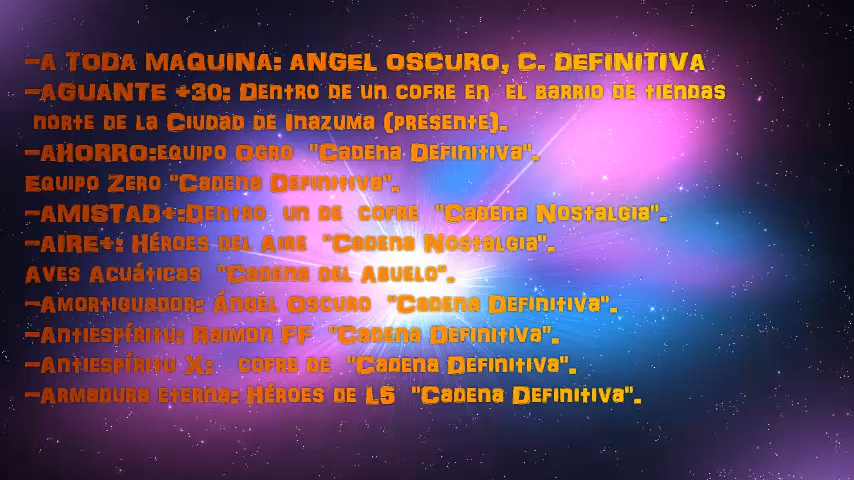 -A TODA MAQUINA: ANGEL OSCURO, C. DEFINITIVA
-AGUANTE +30: Dentro de un cofre en el barrio de tiendas
norte de la Ciudad de Inazuma (presente).
-AHORRO:equipo Ogro "Cadena Definitiva".
Equipo Zero "Cadena Definitiva".
-AMISTAD+:Dentro un de cofre "Cadena Nostalgia".
-AIRE+: Héroes del Aire "Cadena Nostalgia".
Aves Acuáticas "Cadena del Abuelo".
-Amortiguador: Ángel Oscuro "Cadena Definitiva".
-Antiespíritu: Raimon FF "Cadena Definitiva".
-Antiespíritu X: cofre de "Cadena Definitiva".
-Armadura eterna: Héroes de L5 "Cadena Definitiva".